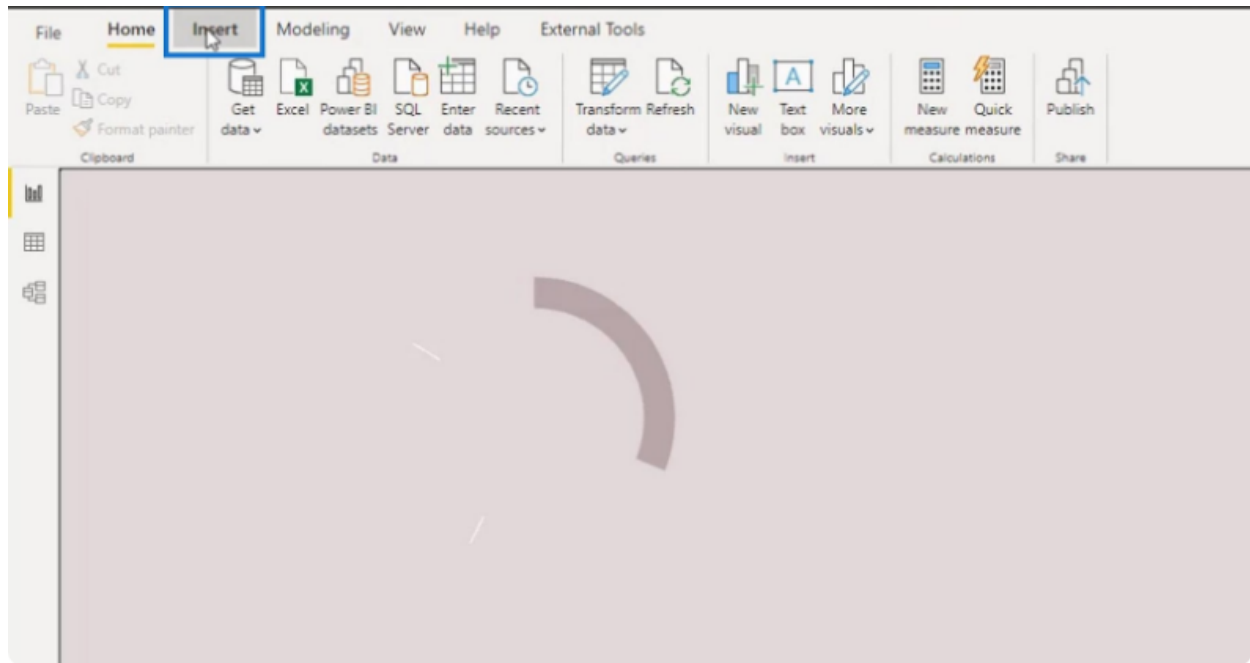 File Home Insert Modeling View Help External Tools
Paste
Cut
Copy
Format painter
Clipboard
Get data
Excel
Power BI datasets
SQL Server
Enter data
Recent sources
Data
Transform data
Refresh
Queries
New visual
Text box
More visuals
Insert
New measure
Quick measure
Calculations
Publish
Share